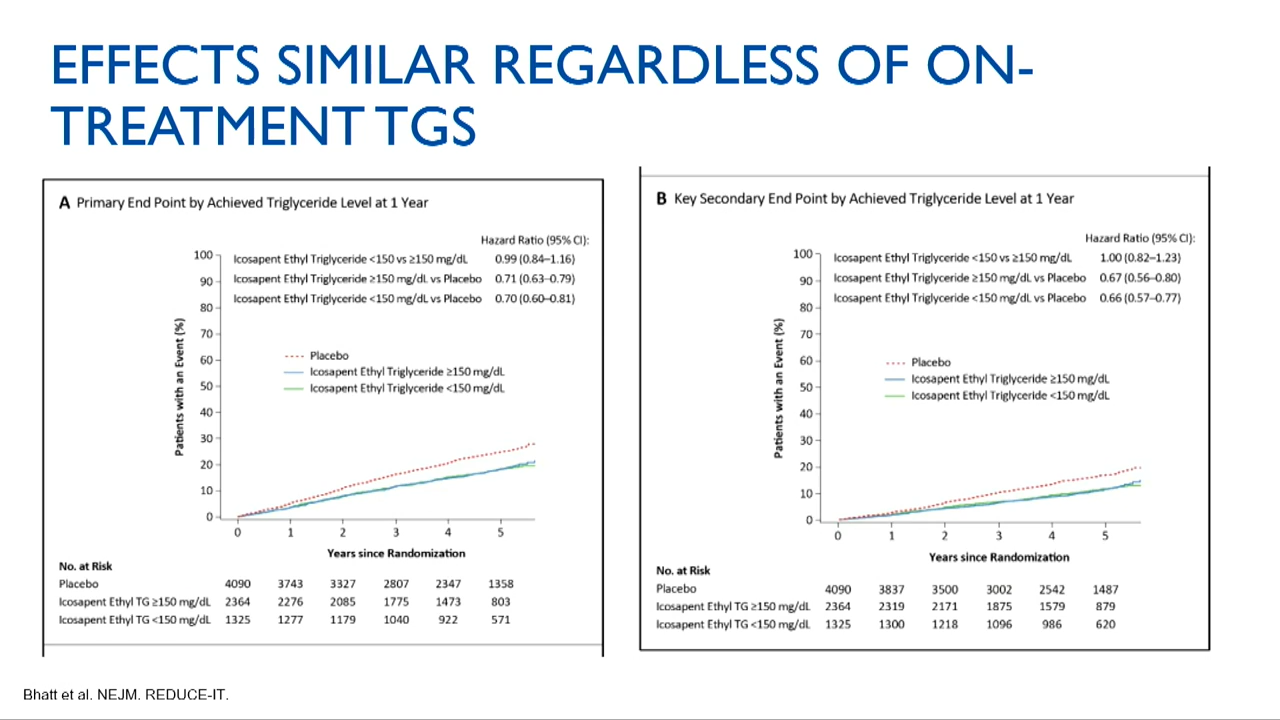 EFFECTS SIMILAR REGARDLESS OF ON-
TREATMENT TGS
A Primary End Point by Achieved Triglyceride Level at 1 Year
Hazard Ratio (95% CI):
Icosapent Ethyl Triglyceride <150 vs ≥150 mg/dL 0.99 (0.84–1.16)
Icosapent Ethyl Triglyceride ≥150 mg/dL vs Placebo 0.71 (0.63–0.79)
Icosapent Ethyl Triglyceride <150 mg/dL vs Placebo 0.70 (0.60–0.81)
100
90
80
70
60
50
40
30
20
10
0
Patients with an Event (%)
Placebo
Icosapent Ethyl Triglyceride ≥150 mg/dL
Icosapent Ethyl Triglyceride <150 mg/dL
0 1 2 3 4 5
Years since Randomization
No. at Risk
Placebo 4090 3743 3327 2807 2347 1358
Icosapent Ethyl TG ≥150 mg/dL 2364 2276 2085 1775 1473 803
Icosapent Ethyl TG <150 mg/dL 1325 1277 1179 1040 922 571
B Key Secondary End Point by Achieved Triglyceride Level at 1 Year
Hazard Ratio (95% CI):
Icosapent Ethyl Triglyceride <150 vs ≥150 mg/dL 1.00 (0.82–1.23)
Icosapent Ethyl Triglyceride ≥150 mg/dL vs Placebo 0.67 (0.56–0.80)
Icosapent Ethyl Triglyceride <150 mg/dL vs Placebo 0.66 (0.57–0.77)
100
90
80
70
60
50
40
30
20
10
0
Patients with an Event (%)
Placebo
Icosapent Ethyl Triglyceride ≥150 mg/dL
Icosapent Ethyl Triglyceride <150 mg/dL
0 1 2 3 4 5
Years since Randomization
No. at Risk
Placebo 4090 3837 3500 3002 2542 1487
Icosapent Ethyl TG ≥150 mg/dL 2364 2319 2171 1875 1579 879
Icosapent Ethyl TG <150 mg/dL 1325 1300 1218 1096 986 620
Bhatt et al. NEJM. REDUCE-IT.